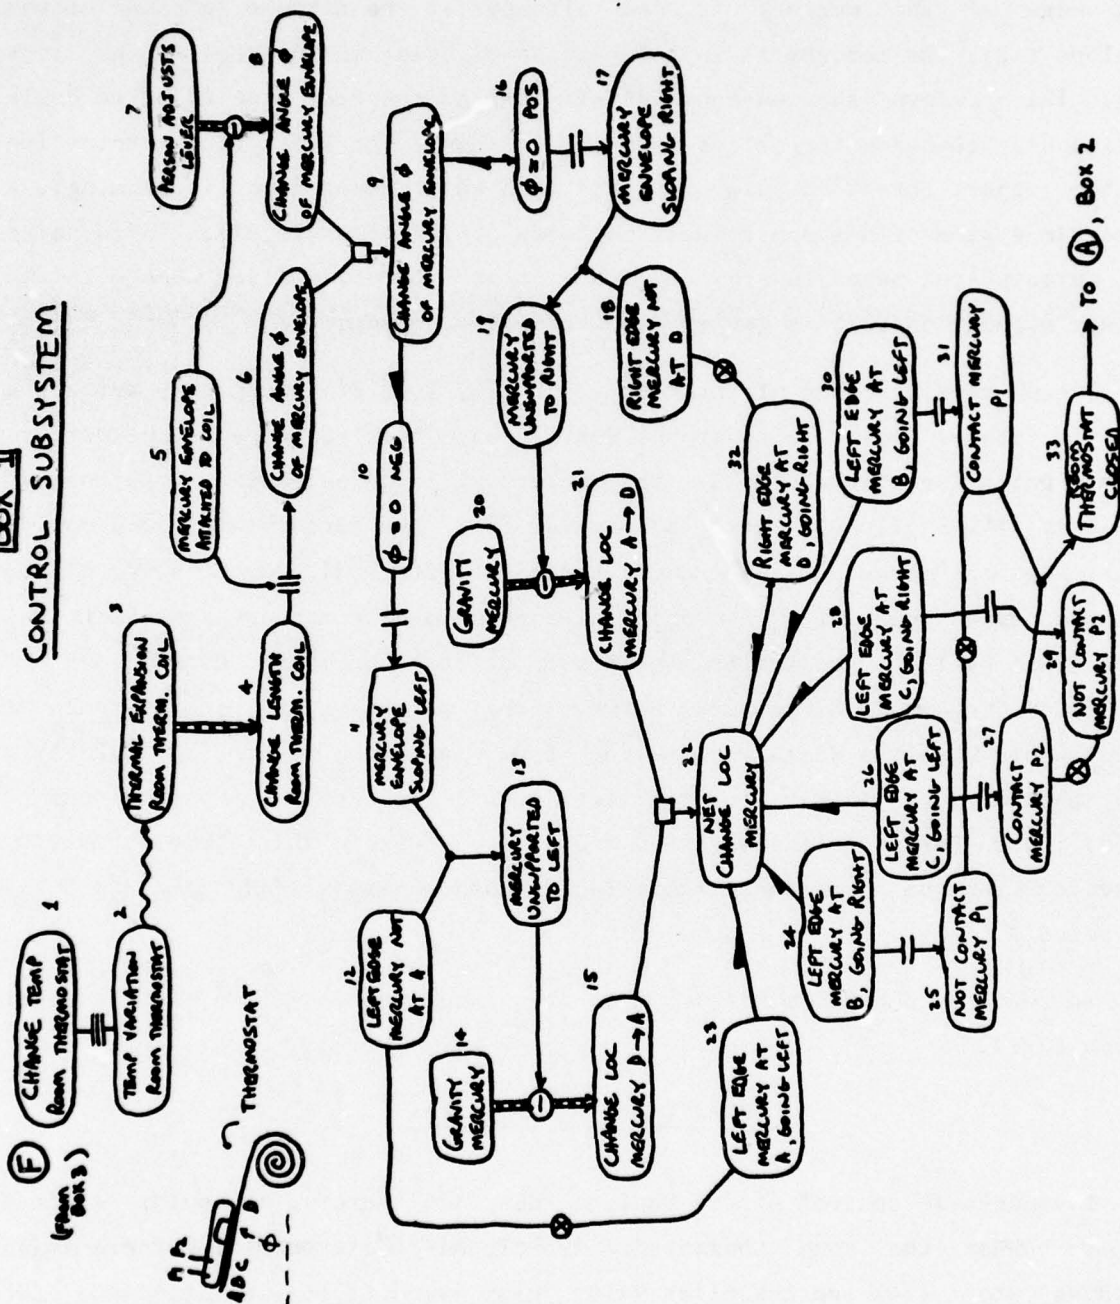 BOX 1
CONTROL SUBSYSTEM
F
(FROM
BOX 3)
CHANGE TEMP
ROOM THERMOSTAT
1
TEMP VARIATION
ROOM THERMOSTAT
2
THERMAL EXPANSION
ROOM THERM. COIL
3
CHANGE LENGTH
ROOM THERM. COIL
4
MERCURY ENVELOPE
ATTACHED TO COIL
5
CHANGE ANGLE φ
OF MERCURY ENVELOPE
6
PERSON ADJUSTS
LEVER
7
CHANGE ANGLE φ
OF MERCURY ENVELOPE
8
CHANGE ANGLE φ
OF MERCURY ENVELOPE
9
φ = 0 NEG
10
MERCURY
ENVELOPE
SLOPING LEFT
11
LEFT EDGE
MERCURY NOT
AT A
12
MERCURY
UNSUPPORTED
TO LEFT
13
GRAVITY
MERCURY
14
CHANGE LOC
MERCURY D → A
15
φ = 0 POS
16
MERCURY
ENVELOPE
SLOPING RIGHT
17
RIGHT EDGE
MERCURY NOT
AT D
18
MERCURY
UNSUPPORTED
TO RIGHT
19
GRAVITY
MERCURY
20
CHANGE LOC
MERCURY A → D
21
NET
CHANGE LOC
MERCURY
22
LEFT EDGE
MERCURY AT
A, GOING LEFT
23
LEFT EDGE
MERCURY AT
B, GOING RIGHT
24
NOT CONTACT
MERCURY P1
25
LEFT EDGE
MERCURY AT
C, GOING LEFT
26
CONTACT
MERCURY P2
27
LEFT EDGE
MERCURY AT
C, GOING RIGHT
28
NOT CONTACT
MERCURY P2
29
LEFT EDGE
MERCURY AT
B, GOING LEFT
30
CONTACT MERCURY
P1
31
RIGHT EDGE
MERCURY AT
D, GOING RIGHT
32
ROOM
THERMOSTAT
CLOSED
33
TO A, BOX 2
THERMOSTAT
P1 P2
A B C D
φ